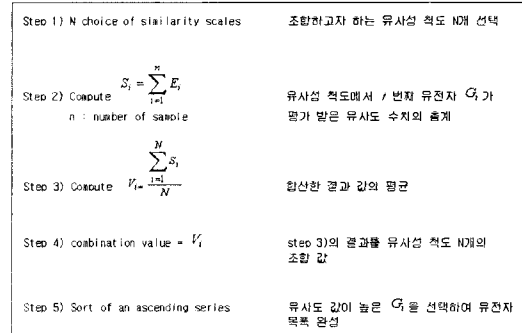 Step 1) N choice of similarity scales 조합하고자 하는 유사성 척도 N개 선택
Step 2) Compute S_i = \sum_{i=1}^{n} E_i 유사성 척도에서 i 번째 유전자 G_i 가
n : number of sample 평가 받은 유사도 수치의 총계
Step 3) Compute V_i = \frac{\sum_{i=1}^{N} S_i}{N} 합산한 결과 값의 평균
Step 4) combination value = V_i step 3)의 결과를 유사성 척도 N개의
조합 값
Step 5) Sort of an ascending series 유사도 값이 높은 G_i 을 선택하여 유전자
목록 완성